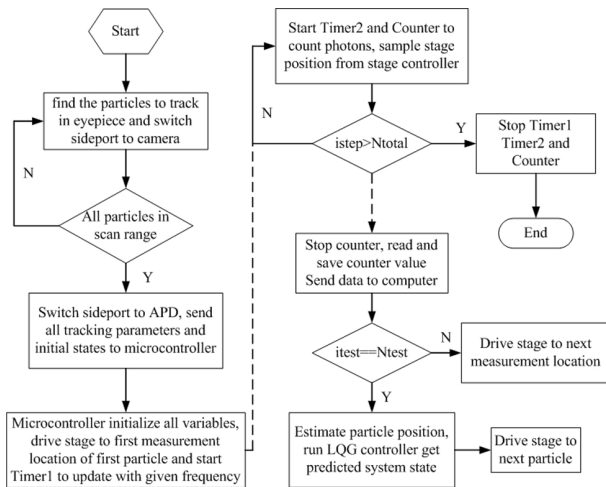 Start
find the particles to track
in eyepiece and switch
sideport to camera
N
All particles in
scan range
Y
Switch sideport to APD, send
all tracking parameters and
initial states to microcontroller
Microcontroller initialize all variables,
drive stage to first measurement
location of first particle and start
Timer1 to update with given frequency
Start Timer2 and Counter to
count photons, sample stage
position from stage controller
N
istep>Ntotal
Y
Stop Timer1
Timer2 and
Counter
End
Stop counter, read and
save counter value
Send data to computer
itest==Ntest
N
Drive stage to next
measurement location
Y
Estimate particle position,
run LQG controller get
predicted system state
Drive stage to
next particle